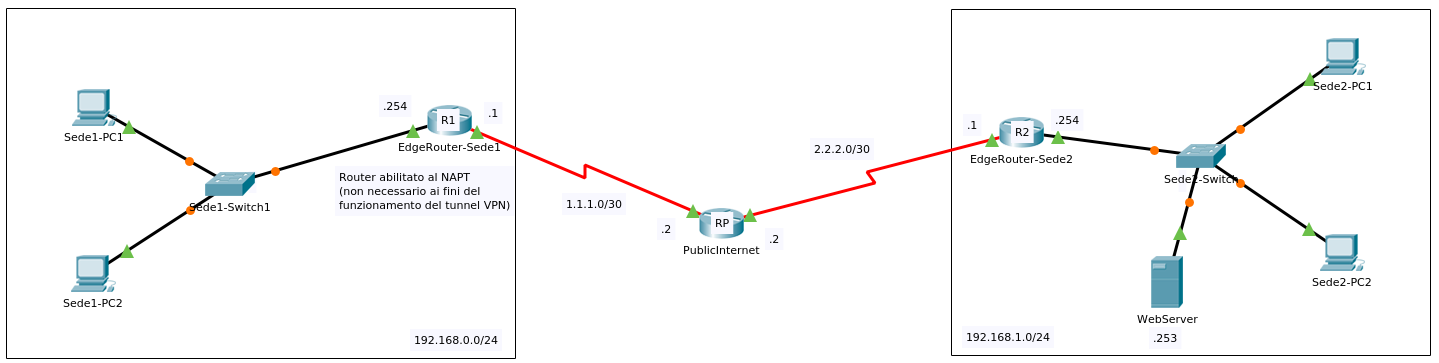 Sede1-PC1
Sede1-Switch1
Sede1-PC2
.254
R1
.1
EdgeRouter-Sede1
Router abilitato al NAPT
(non necessario ai fini del
funzionamento del tunnel VPN)
192.168.0.0/24
1.1.1.0/30
.2
RP
.2
PublicInternet
2.2.2.0/30
.1
R2
.254
EdgeRouter-Sede2
Sede2-Switch
Sede2-PC1
Sede2-PC2
WebServer
.253
192.168.1.0/24